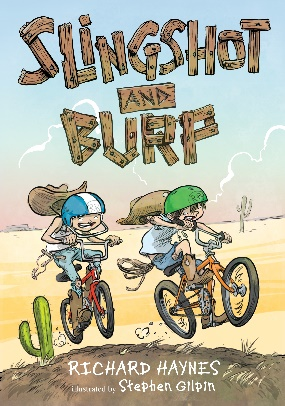 SLINGSHOT
AND
BURP
RICHARD HAYNES
illustrated by Stephen Gilpin